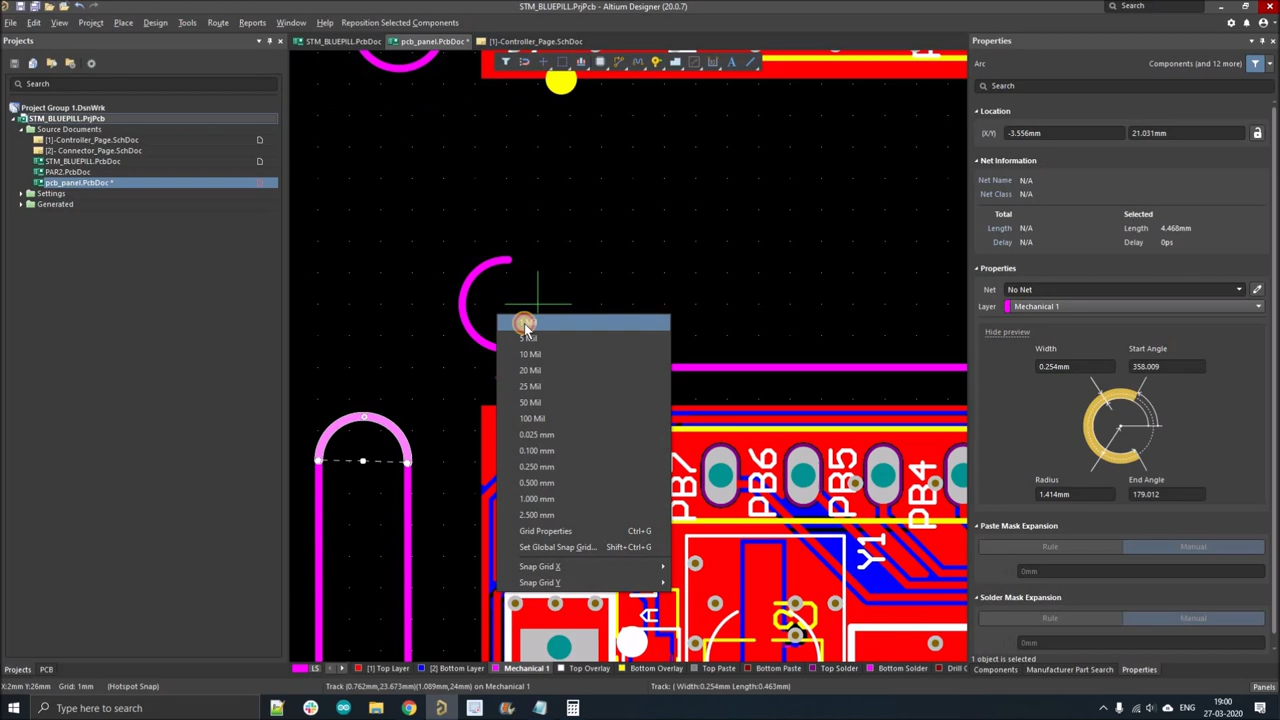 STM_BLUEPILL.PrjPcb - Altium Designer (20.0.7)
Search
File Edit View Project Place Design Tools Route Reports Window Help Reposition Selected Components
Projects
STM_BLUEPILL.PcbDoc
pcb_panel.PcbDoc *
[1]-Controller_Page.SchDoc
Properties
Arc
Components (and 12 more)
Search
Search
Project Group 1.DsnWrk
STM_BLUEPILL.PrjPcb
Source Documents
[1]-Controller_Page.SchDoc
[2]- Connector_Page.SchDoc
STM_BLUEPILL.PcbDoc
PAR2.PcbDoc
pcb_panel.PcbDoc *
Settings
Generated
5 Mil
10 Mil
20 Mil
25 Mil
50 Mil
100 Mil
0.025 mm
0.100 mm
0.250 mm
0.500 mm
1.000 mm
2.500 mm
Grid Properties Ctrl+G
Set Global Snap Grid... Shift+Ctrl+G
Snap Grid X
Snap Grid Y
PB7
PB6
PB5
PB4
Y1
Location
(X/Y) -3.556mm 21.031mm
Net Information
Net Name N/A
Net Class N/A
Total Selected
Length N/A Length 4.468mm
Delay N/A Delay 0ps
Properties
Net No Net
Layer Mechanical 1
Hide preview
Width Start Angle
0.254mm 358.009
Radius End Angle
1.414mm 179.012
Paste Mask Expansion
Rule Manual
0mm
Solder Mask Expansion
Rule Manual
0mm
1 object is selected
Projects PCB
LS [1] Top Layer [2] Bottom Layer Mechanical 1 Top Overlay Bottom Overlay Top Paste Bottom Paste Top Solder Bottom Solder
Components Manufacturer Part Search Properties
X:2mm Y:26mm Grid: 1mm (Hotspot Snap)
Track (0.762mm,23.673mm)(1.089mm,24mm) on Mechanical 1
Track: ( Width:0.254mm Length:0.463mm)
Panels
Type here to search
ENG
19:00
27-03-2020